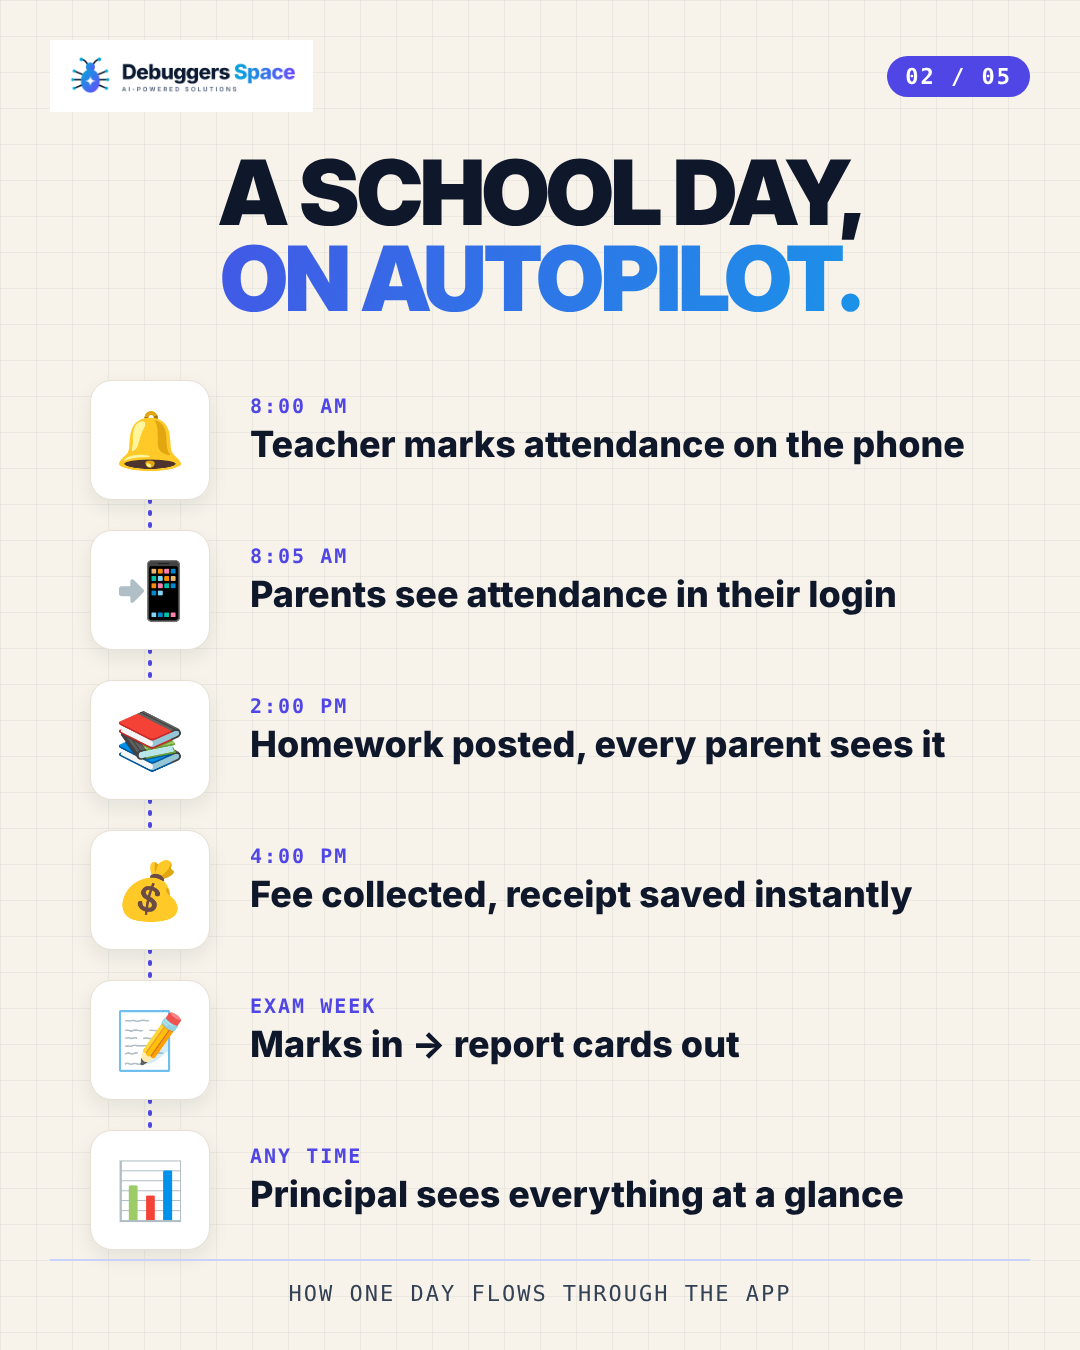 Debuggers Space
AI-POWERED SOLUTIONS
02 / 05
A SCHOOL DAY,
ON AUTOPILOT.
8:00 AM
Teacher marks attendance on the phone
8:05 AM
Parents see attendance in their login
2:00 PM
Homework posted, every parent sees it
4:00 PM
Fee collected, receipt saved instantly
EXAM WEEK
Marks in → report cards out
ANY TIME
Principal sees everything at a glance
HOW ONE DAY FLOWS THROUGH THE APP